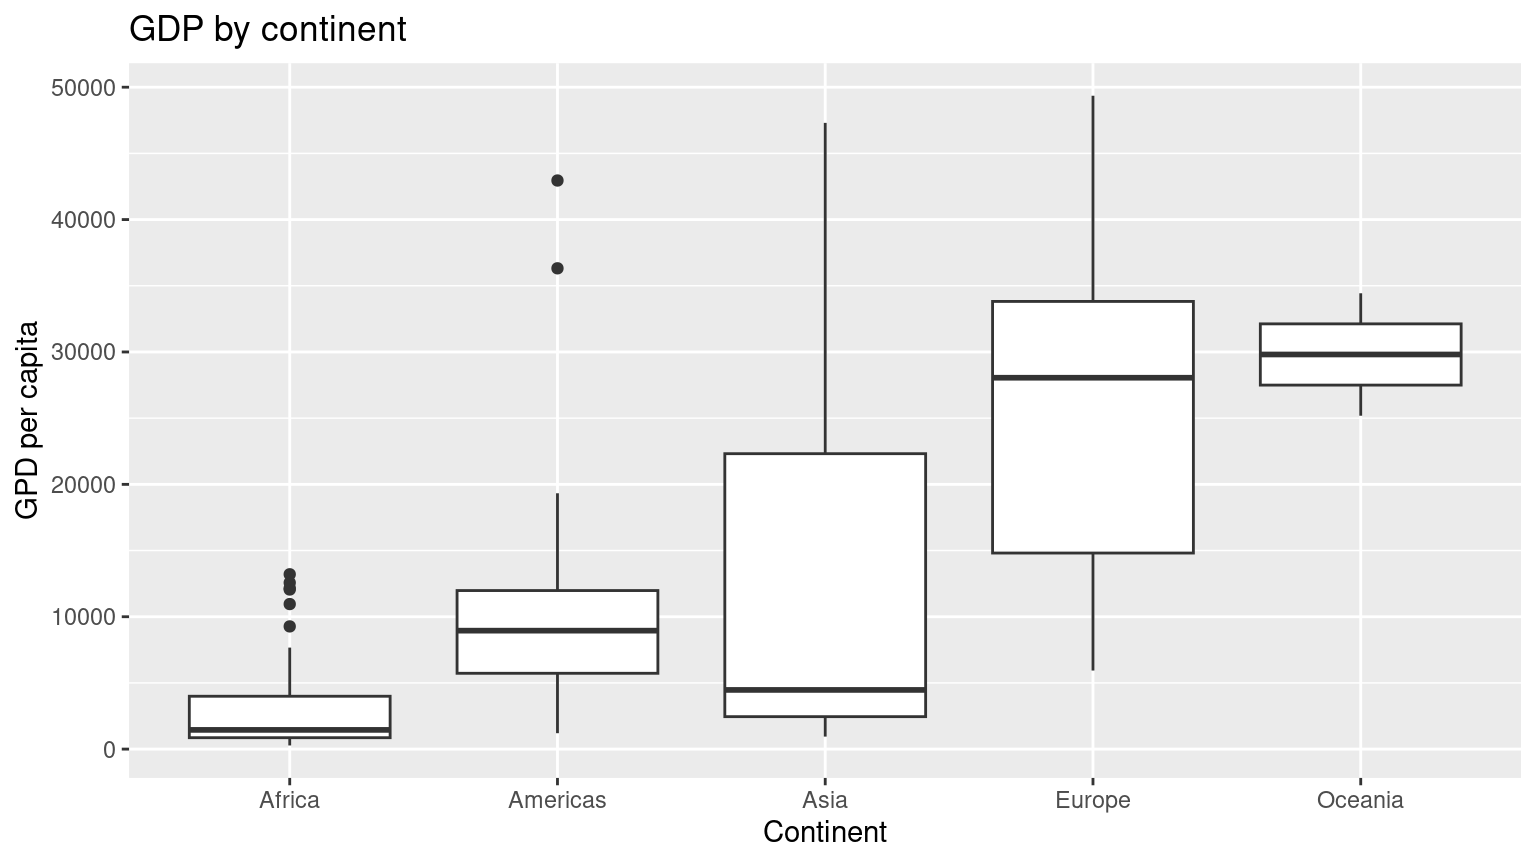 GDP by continent
50000
40000
30000
20000
10000
0
GPD per capita
Africa Americas Asia Europe Oceania
Continent